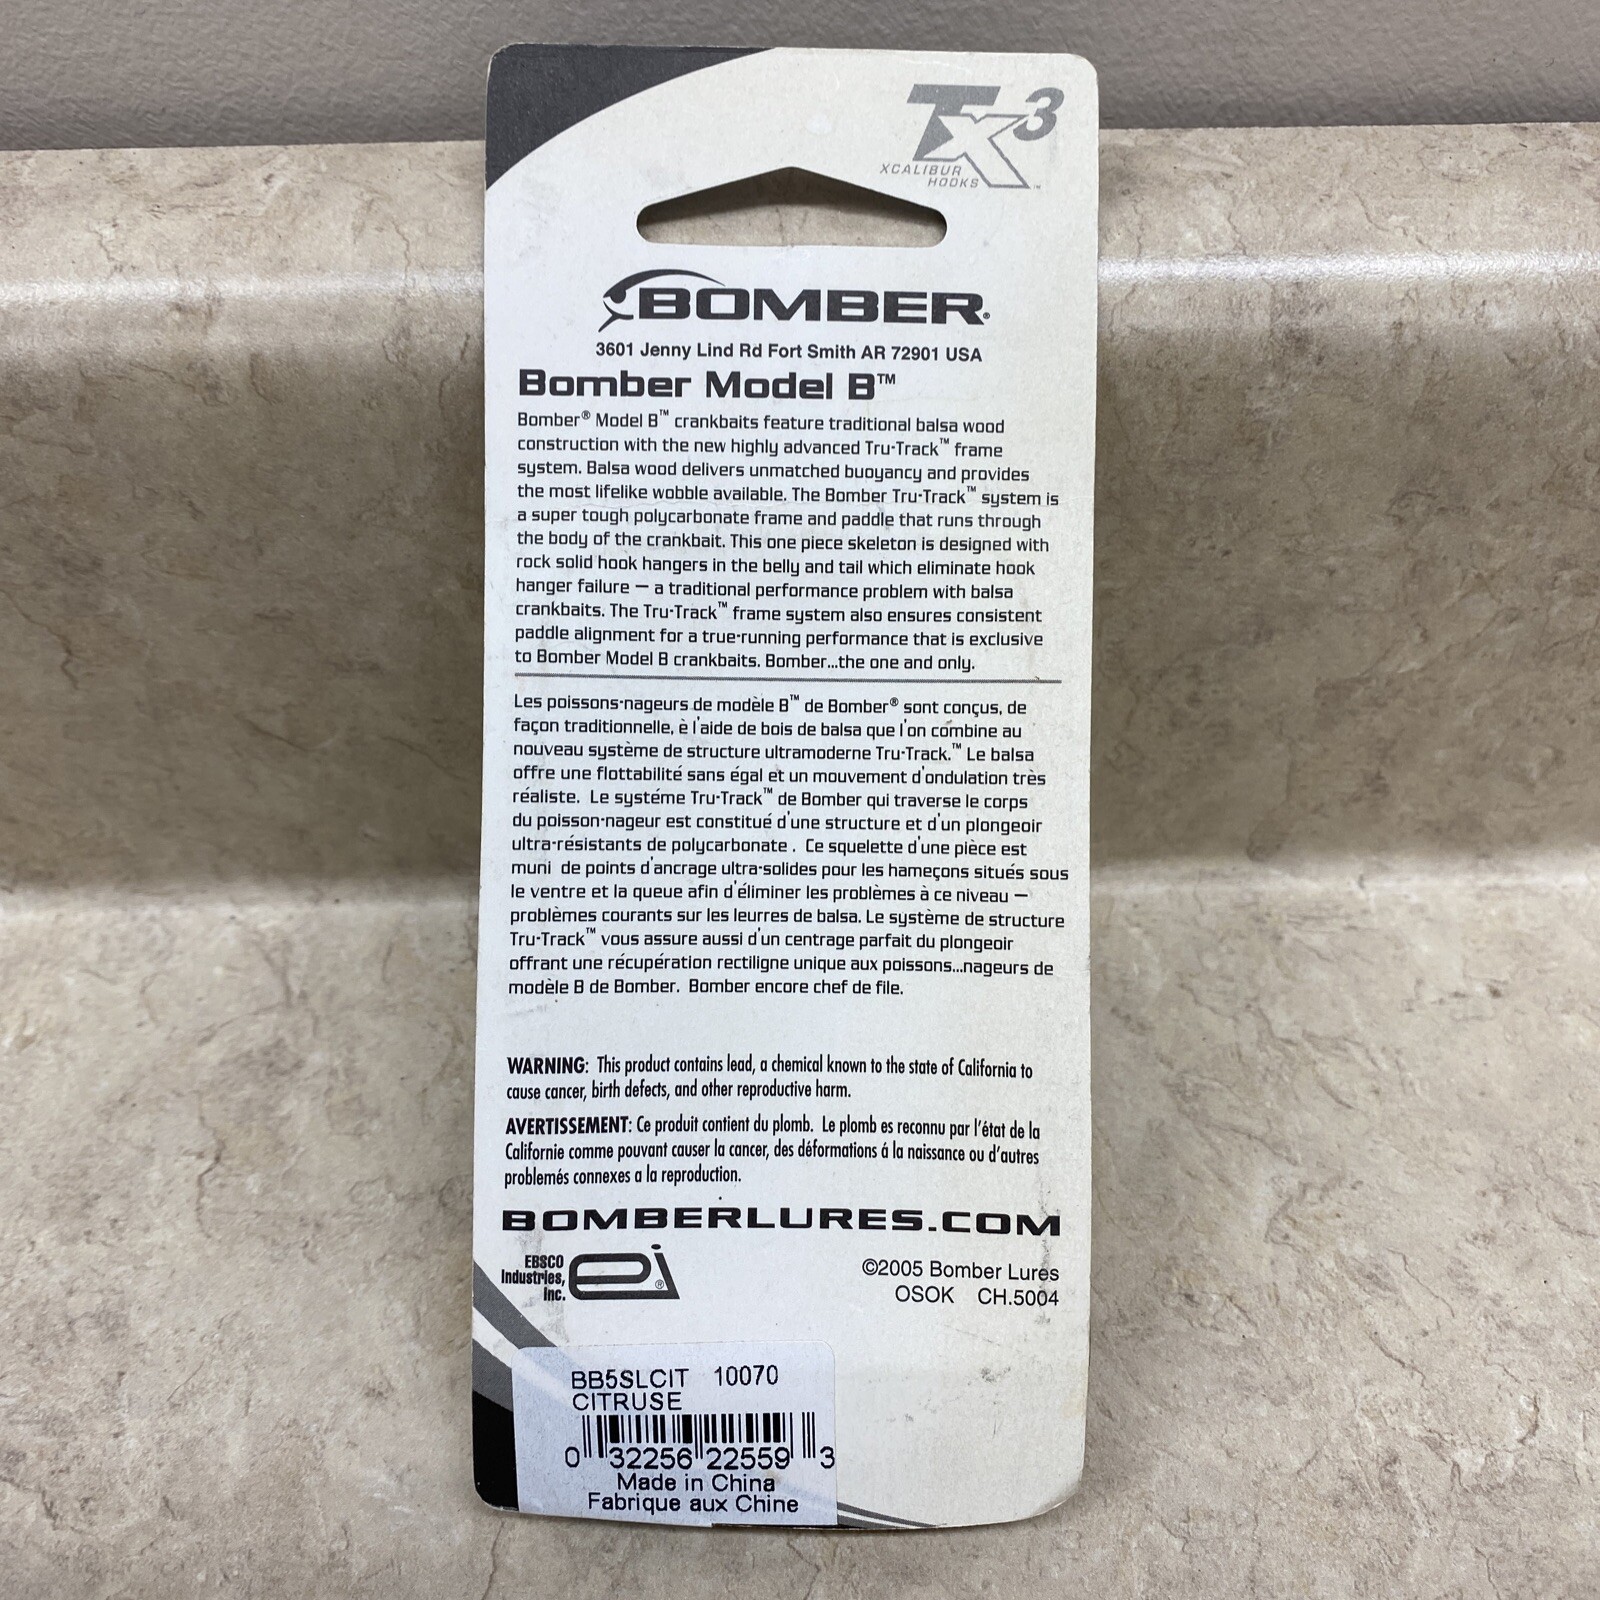 TX3
XCALIBUR
HOOKS™
BOMBER®
3601 Jenny Lind Rd Fort Smith AR 72901 USA
Bomber Model B™
Bomber® Model B™ crankbaits feature traditional balsa wood
construction with the new highly advanced Tru-Track™ frame
system. Balsa wood delivers unmatched buoyancy and provides
the most lifelike wobble available. The Bomber Tru-Track™ system is
a super tough polycarbonate frame and paddle that runs through
the body of the crankbait. This one piece skeleton is designed with
rock solid hook hangers in the belly and tail which eliminate hook
hanger failure — a traditional performance problem with balsa
crankbaits. The Tru-Track™ frame system also ensures consistent
paddle alignment for a true-running performance that is exclusive
to Bomber Model B crankbaits. Bomber...the one and only.
Les poissons-nageurs de modèle B™ de Bomber® sont conçus, de
façon traditionnelle, è l'aide de bois de balsa que l'on combine au
nouveau système de structure ultramoderne Tru-Track.™ Le balsa
offre une flottabilité sans égal et un mouvement d'ondulation très
réaliste. Le systéme Tru-Track™ de Bomber qui traverse le corps
du poisson-nageur est constitué d'une structure et d'un plongeoir
ultra-résistants de polycarbonate . Ce squelette d'une pièce est
muni de points d'ancrage ultra-solides pour les hameçons situés sous
le ventre et la queue afin d'éliminer les problèmes à ce niveau —
problèmes courants sur les leurres de balsa. Le système de structure
Tru-Track™ vous assure aussi d'un centrage parfait du plongeoir
offrant une récupération rectiligne unique aux poissons...nageurs de
modèle B de Bomber. Bomber encore chef de file.
WARNING: This product contains lead, a chemical known to the state of California to
cause cancer, birth defects, and other reproductive harm.
AVERTISSEMENT: Ce produit contient du plomb. Le plomb es reconnu par l'état de la
Californie comme pouvant causer la cancer, des déformations á la naissance ou d'autres
problemés connexes a la reproduction.
BOMBERLURES.COM
EBSCO
Industries,
Inc.
ei®
©2005 Bomber Lures
OSOK CH.5004
BB5SLCIT 10070
CITRUSE
0 32256 22559 3
Made in China
Fabrique aux Chine